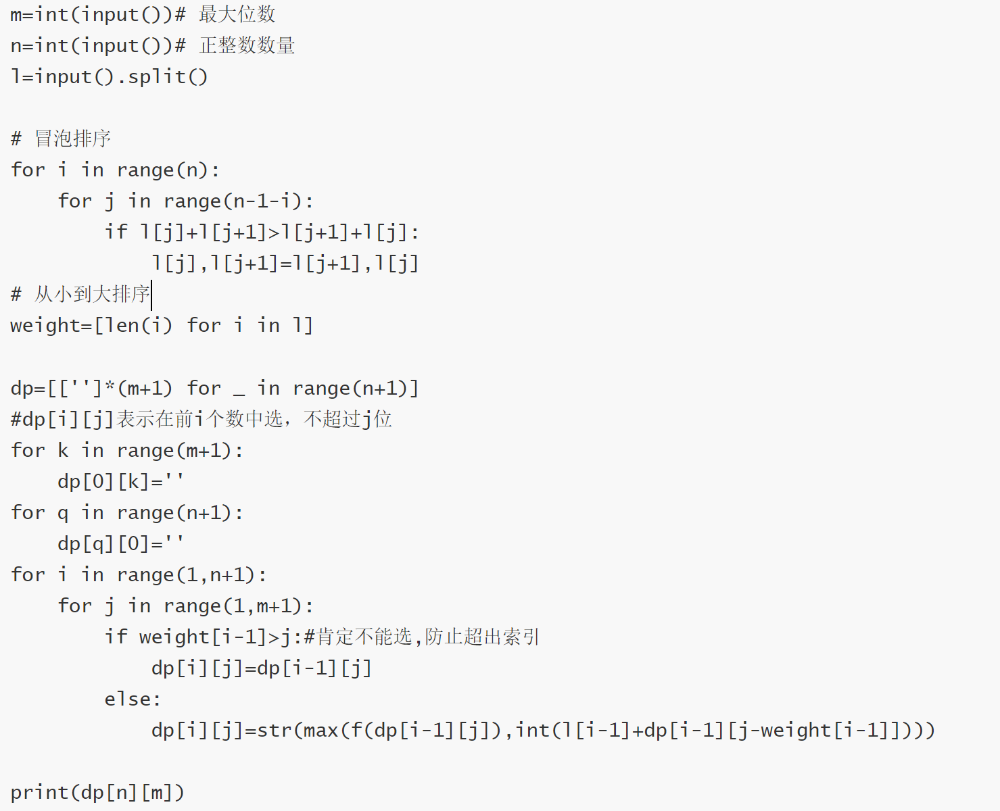 m=int(input())# 最大位数
n=int(input())# 正整数数量
l=input().split()

# 冒泡排序
for i in range(n):
    for j in range(n-1-i):
        if l[j]+l[j+1]>l[j+1]+l[j]:
            l[j],l[j+1]=l[j+1],l[j]
# 从小到大排序
weight=[len(i) for i in l]

dp=[['']*(m+1) for _ in range(n+1)]
#dp[i][j]表示在前i个数中选，不超过j位
for k in range(m+1):
    dp[0][k]=''
for q in range(n+1):
    dp[q][0]=''
for i in range(1,n+1):
    for j in range(1,m+1):
        if weight[i-1]>j:#肯定不能选,防止超出索引
            dp[i][j]=dp[i-1][j]
        else:
            dp[i][j]=str(max(f(dp[i-1][j]),int(l[i-1]+dp[i-1][j-weight[i-1]])))

print(dp[n][m])